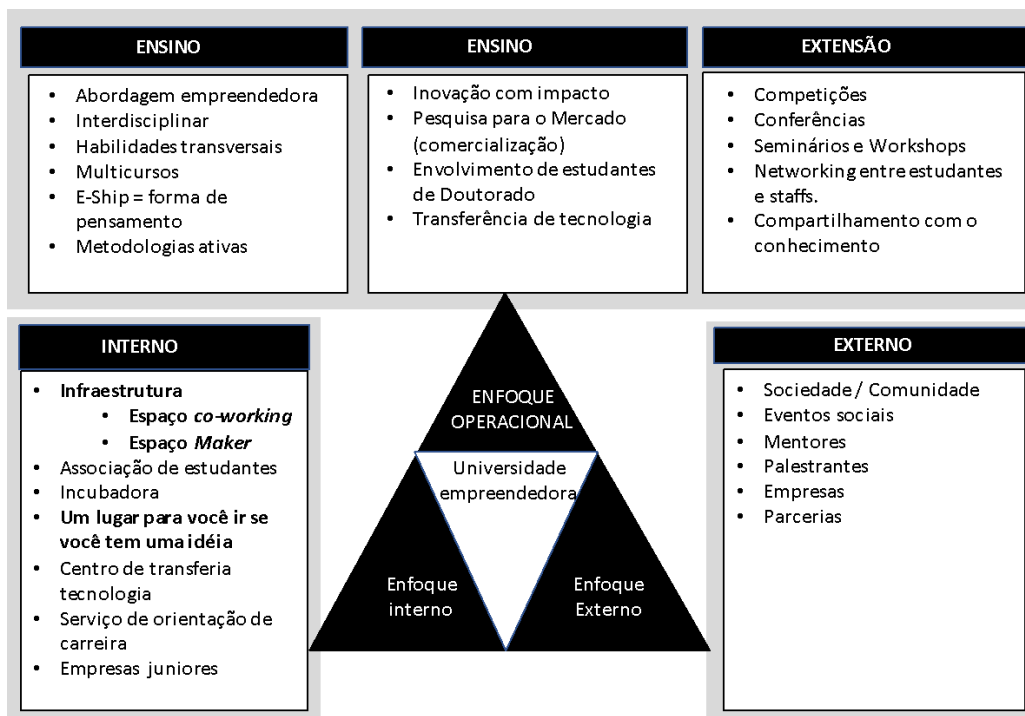 ENSINO
• Abordagem empreendedora
• Interdisciplinar
• Habilidades transversais
• Multicursos
• E-Ship = forma de
pensamento
• Metodologias ativas
ENSINO
• Inovação com impacto
• Pesquisa para o Mercado
(comercialização)
• Envolvimento de estudantes
de Doutorado
• Transferência de tecnologia
EXTENSÃO
• Competições
• Conferências
• Seminários e Workshops
• Networking entre estudantes
e staffs.
• Compartilhamento com o
conhecimento
INTERNO
• Infraestrutura
• Espaço co-working
• Espaço Maker
• Associação de estudantes
• Incubadora
• Um lugar para você ir se
você tem uma idéia
• Centro de transferia
tecnologia
• Serviço de orientação de
carreira
• Empresas juniores
ENFOQUE
OPERACIONAL
Universidade
empreendedora
Enfoque
interno
Enfoque
Externo
EXTERNO
• Sociedade / Comunidade
• Eventos sociais
• Mentores
• Palestrantes
• Empresas
• Parcerias